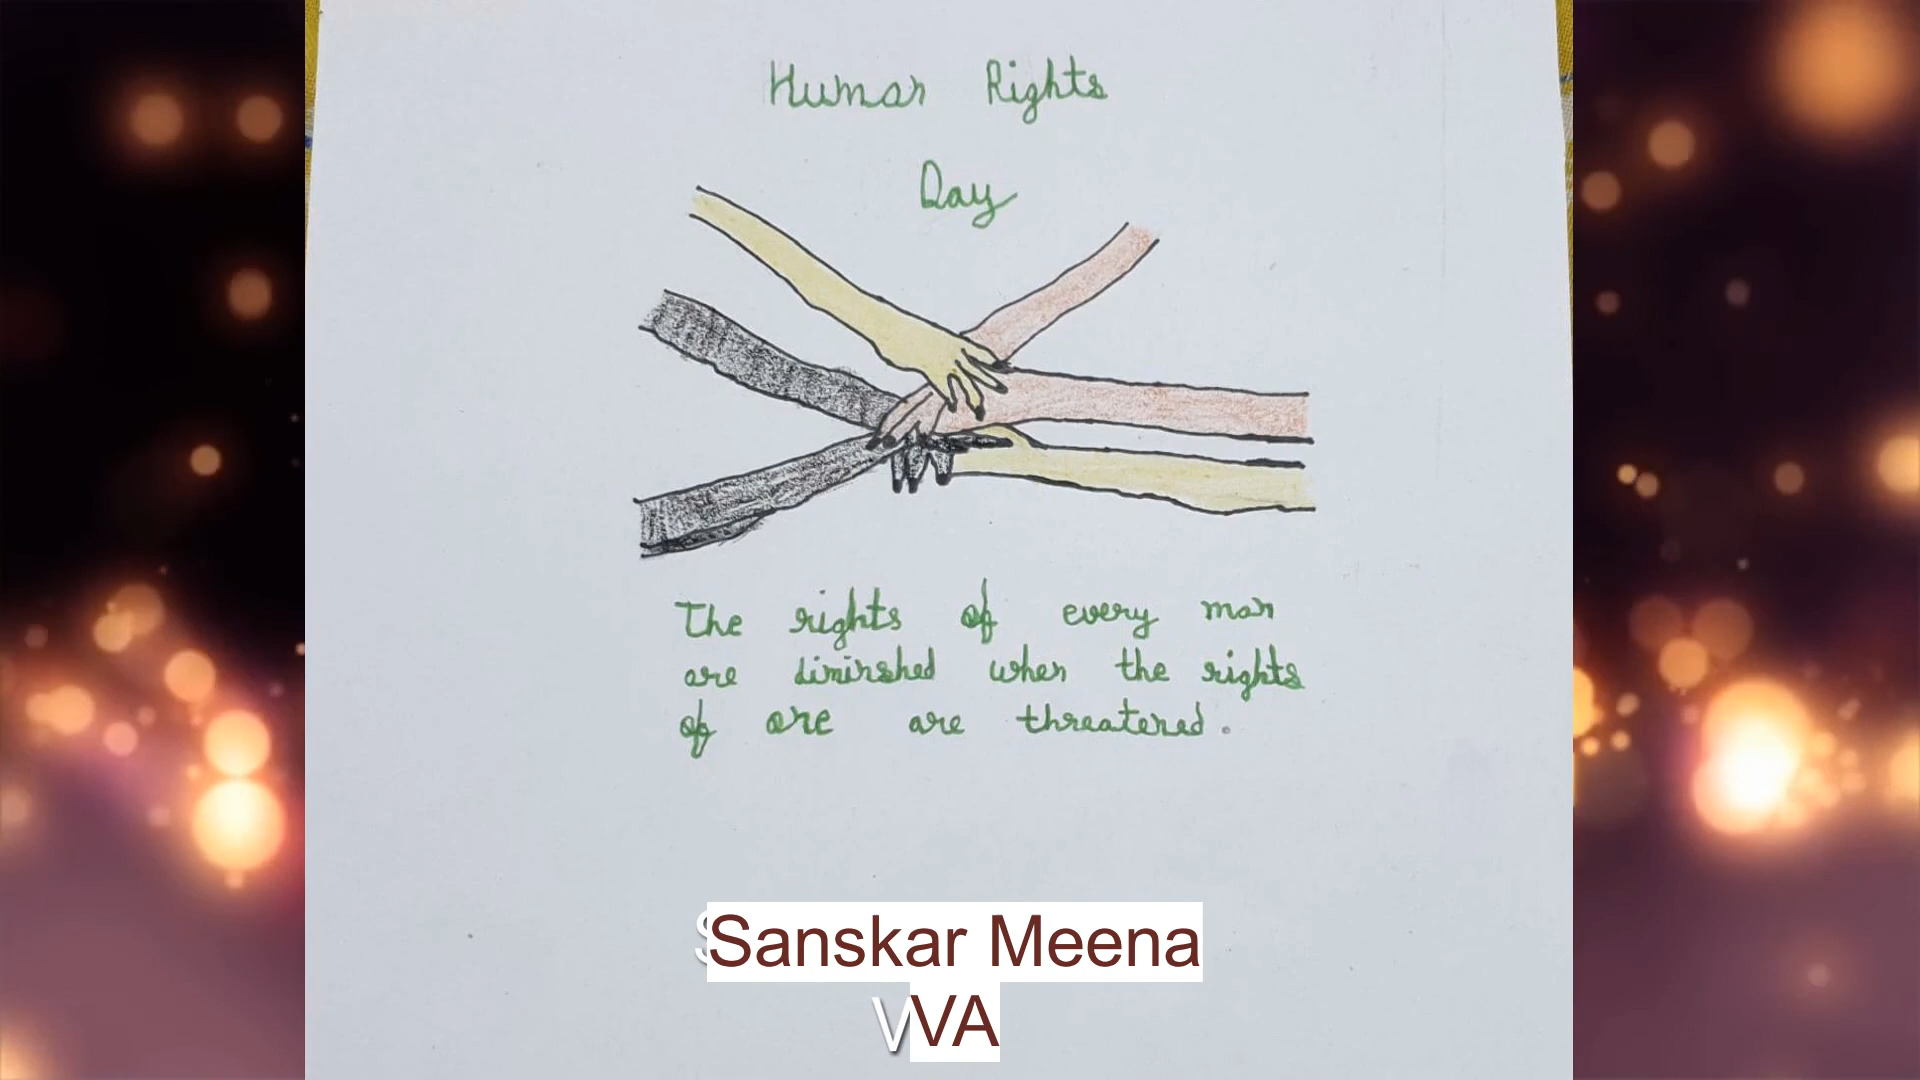 Human Rights
Day
The rights of every man
are diminshed when the rights
of one are threatened.
Sanskar Meena
VA